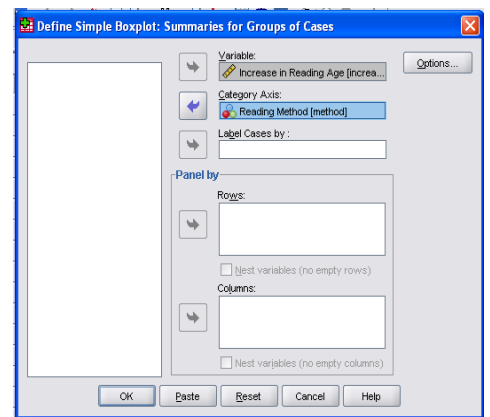 Define Simple Boxplot: Summaries for Groups of Cases
Variable:
Increase in Reading Age [increa...
Options...
Category Axis:
Reading Method [method]
Label Cases by :
Panel by
Rows:
Nest variables (no empty rows)
Columns:
Nest variables (no empty columns)
OK Paste Reset Cancel Help